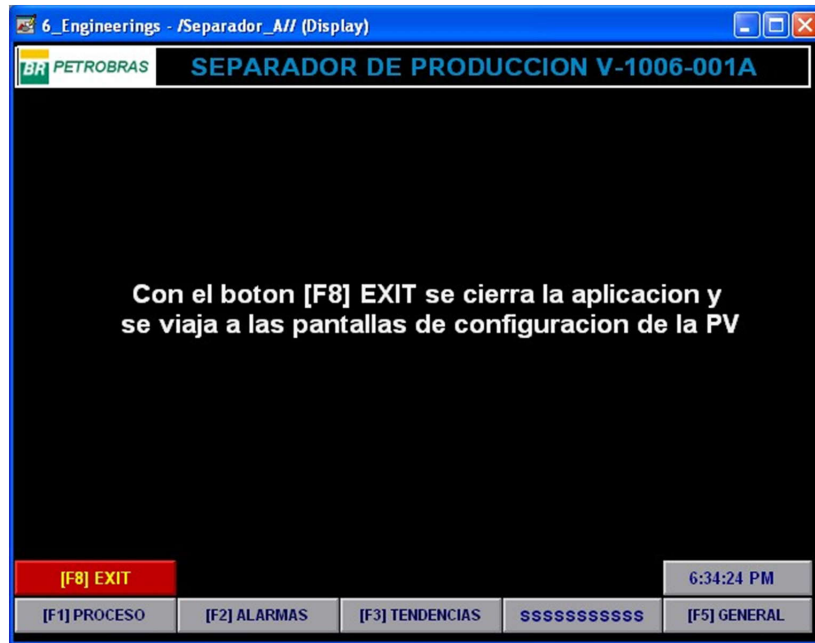 6_Engineerings - /Separador_A// (Display)
BR PETROBRAS
SEPARADOR DE PRODUCCION V-1006-001A
Con el boton [F8] EXIT se cierra la aplicacion y
se viaja a las pantallas de configuracion de la PV
[F8] EXIT
6:34:24 PM
[F1] PROCESO
[F2] ALARMAS
[F3] TENDENCIAS
SSSSSSSSSSS
[F5] GENERAL